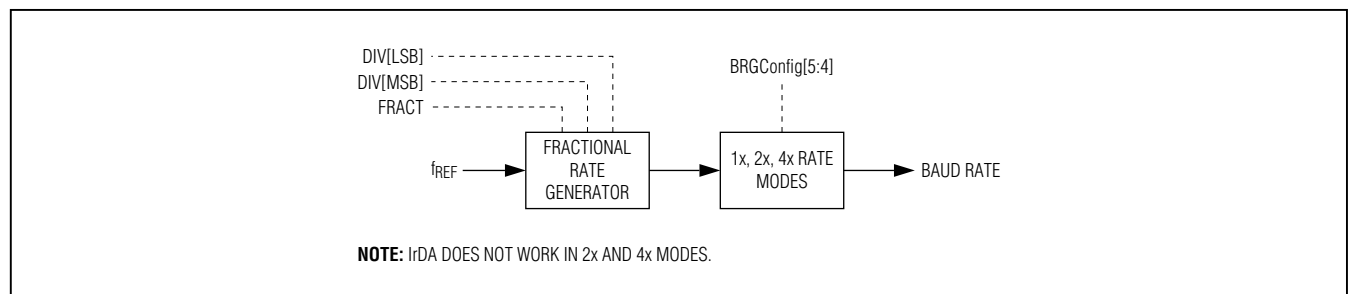 DIV[LSB]
DIV[MSB]
FRACT
BRGConfig[5:4]
fREF
FRACTIONAL
RATE
GENERATOR
1x, 2x, 4x RATE
MODES
BAUD RATE
NOTE: IrDA DOES NOT WORK IN 2x AND 4x MODES.